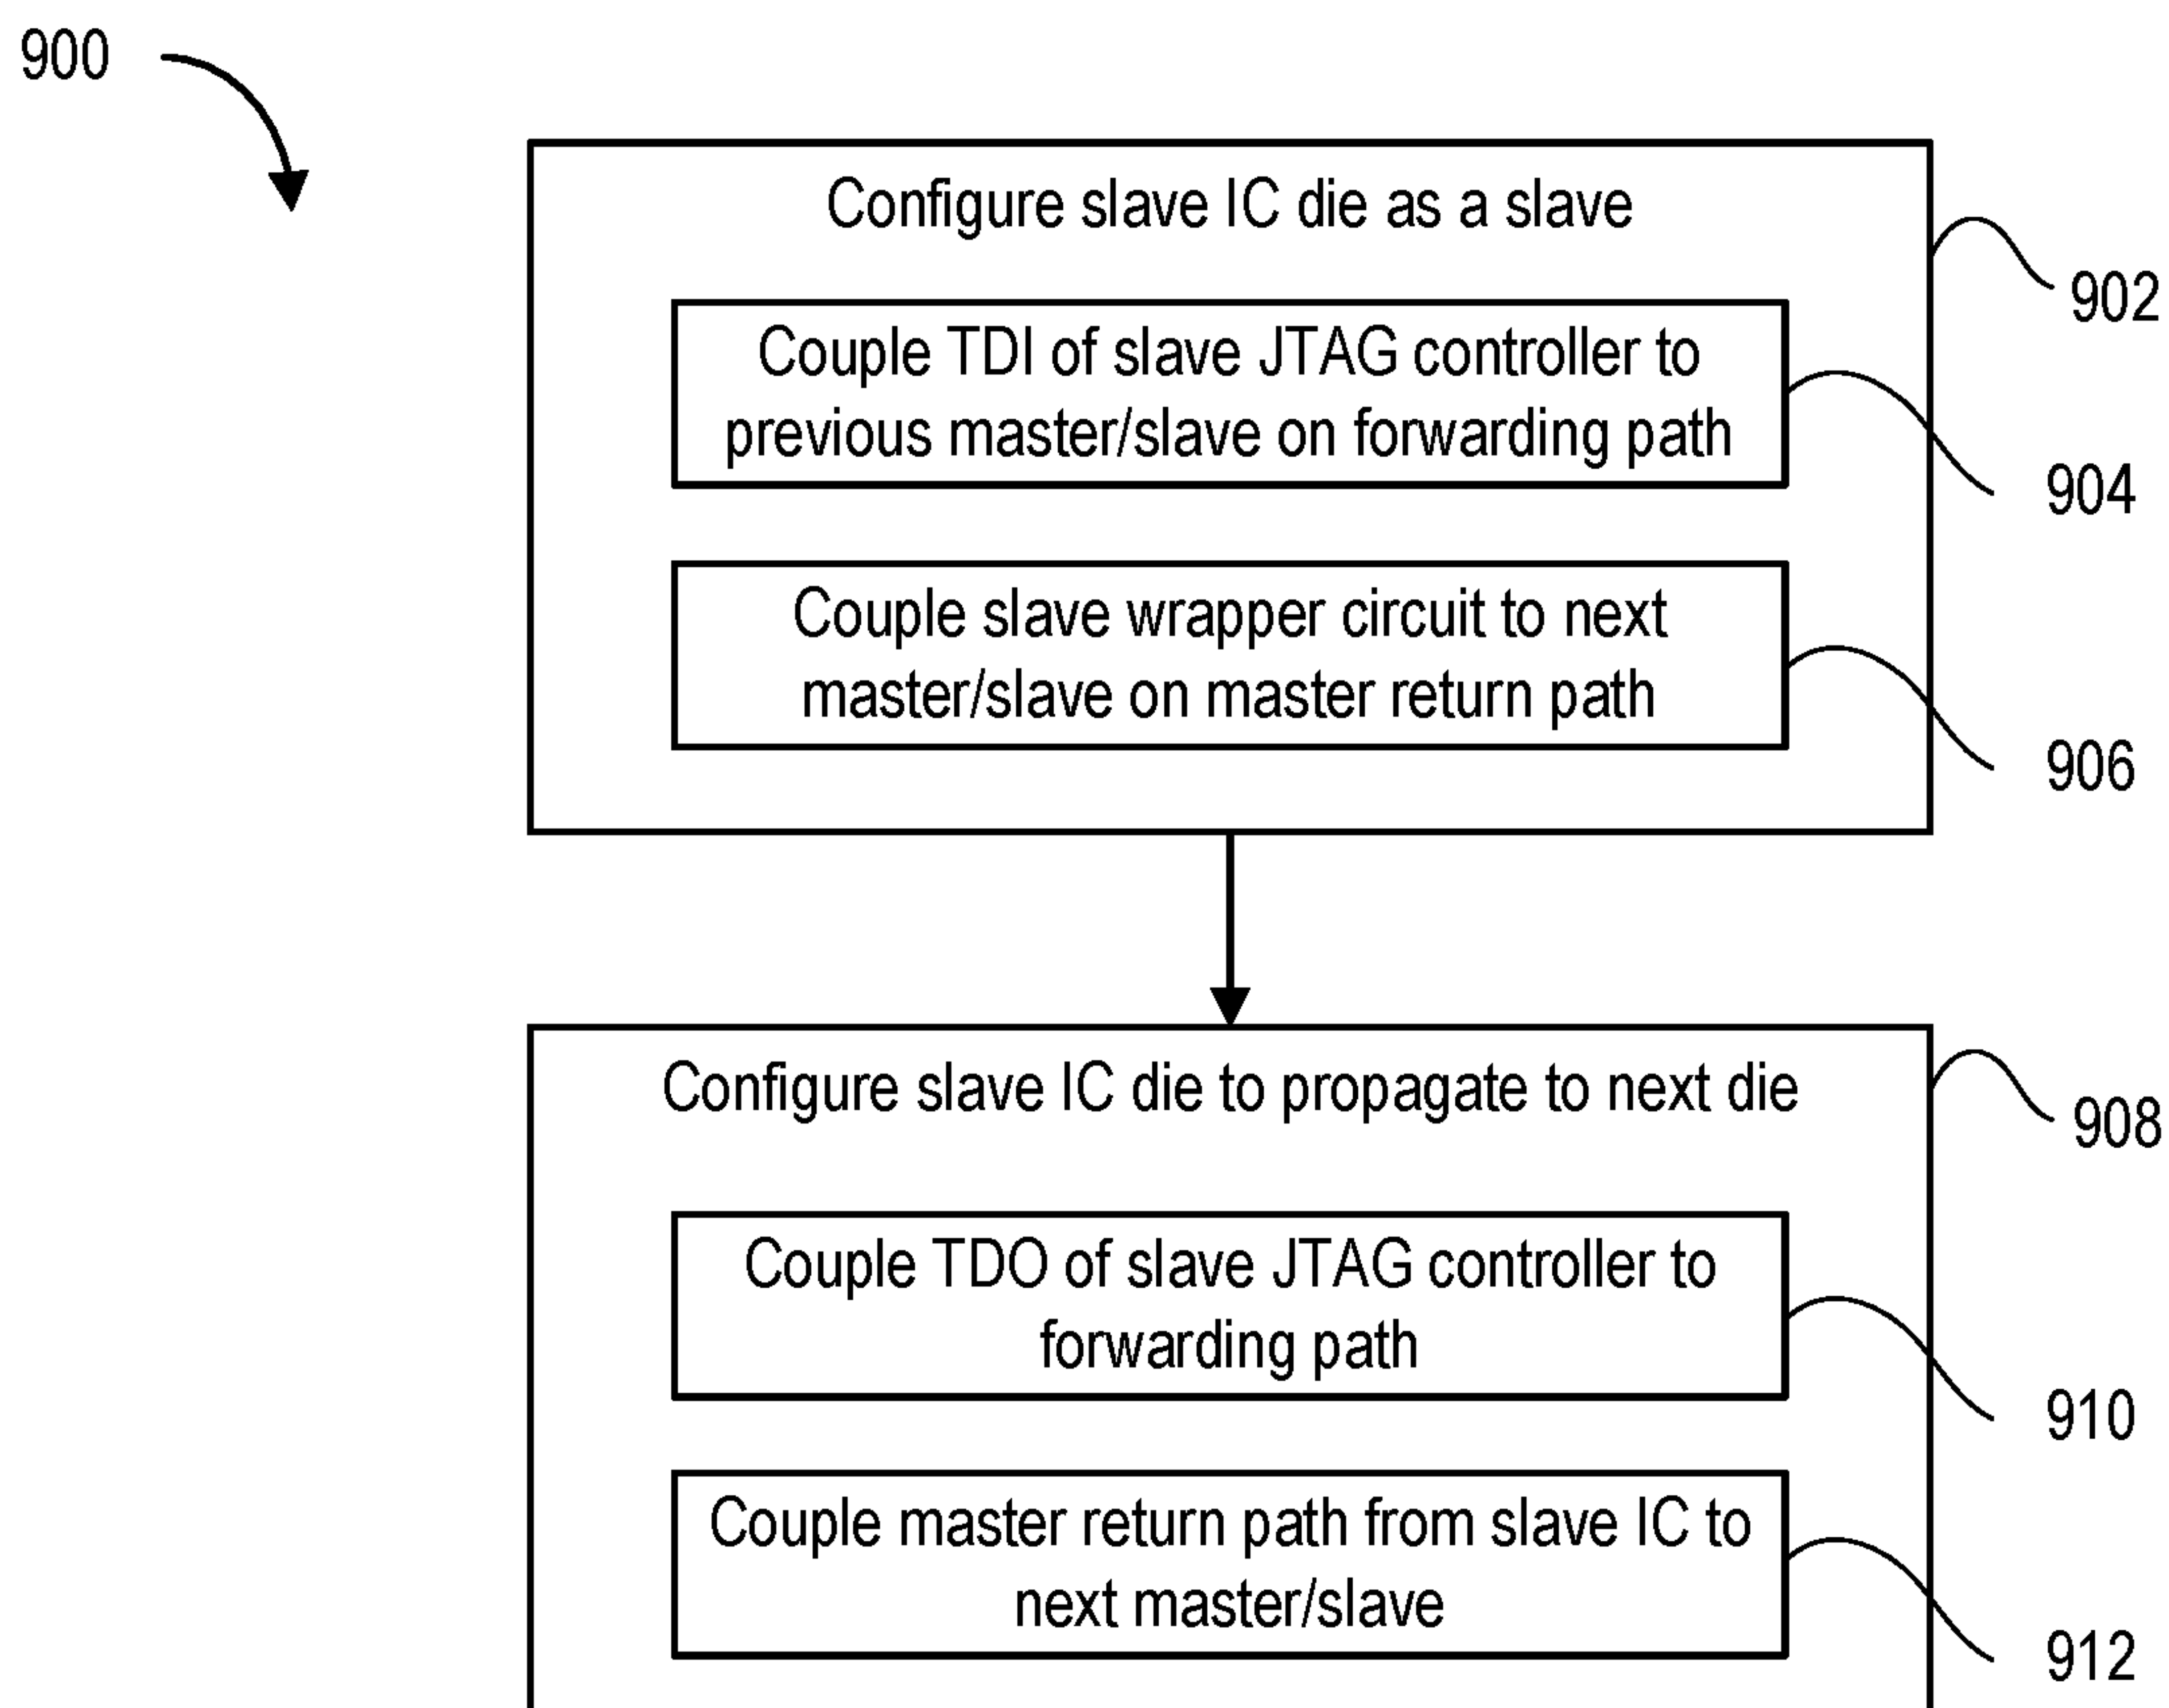 900
Configure slave IC die as a slave
902
Couple TDI of slave JTAG controller to
previous master/slave on forwarding path
904
Couple slave wrapper circuit to next
master/slave on master return path
906
Configure slave IC die to propagate to next die
908
Couple TDO of slave JTAG controller to
forwarding path
910
Couple master return path from slave IC to
next master/slave
912